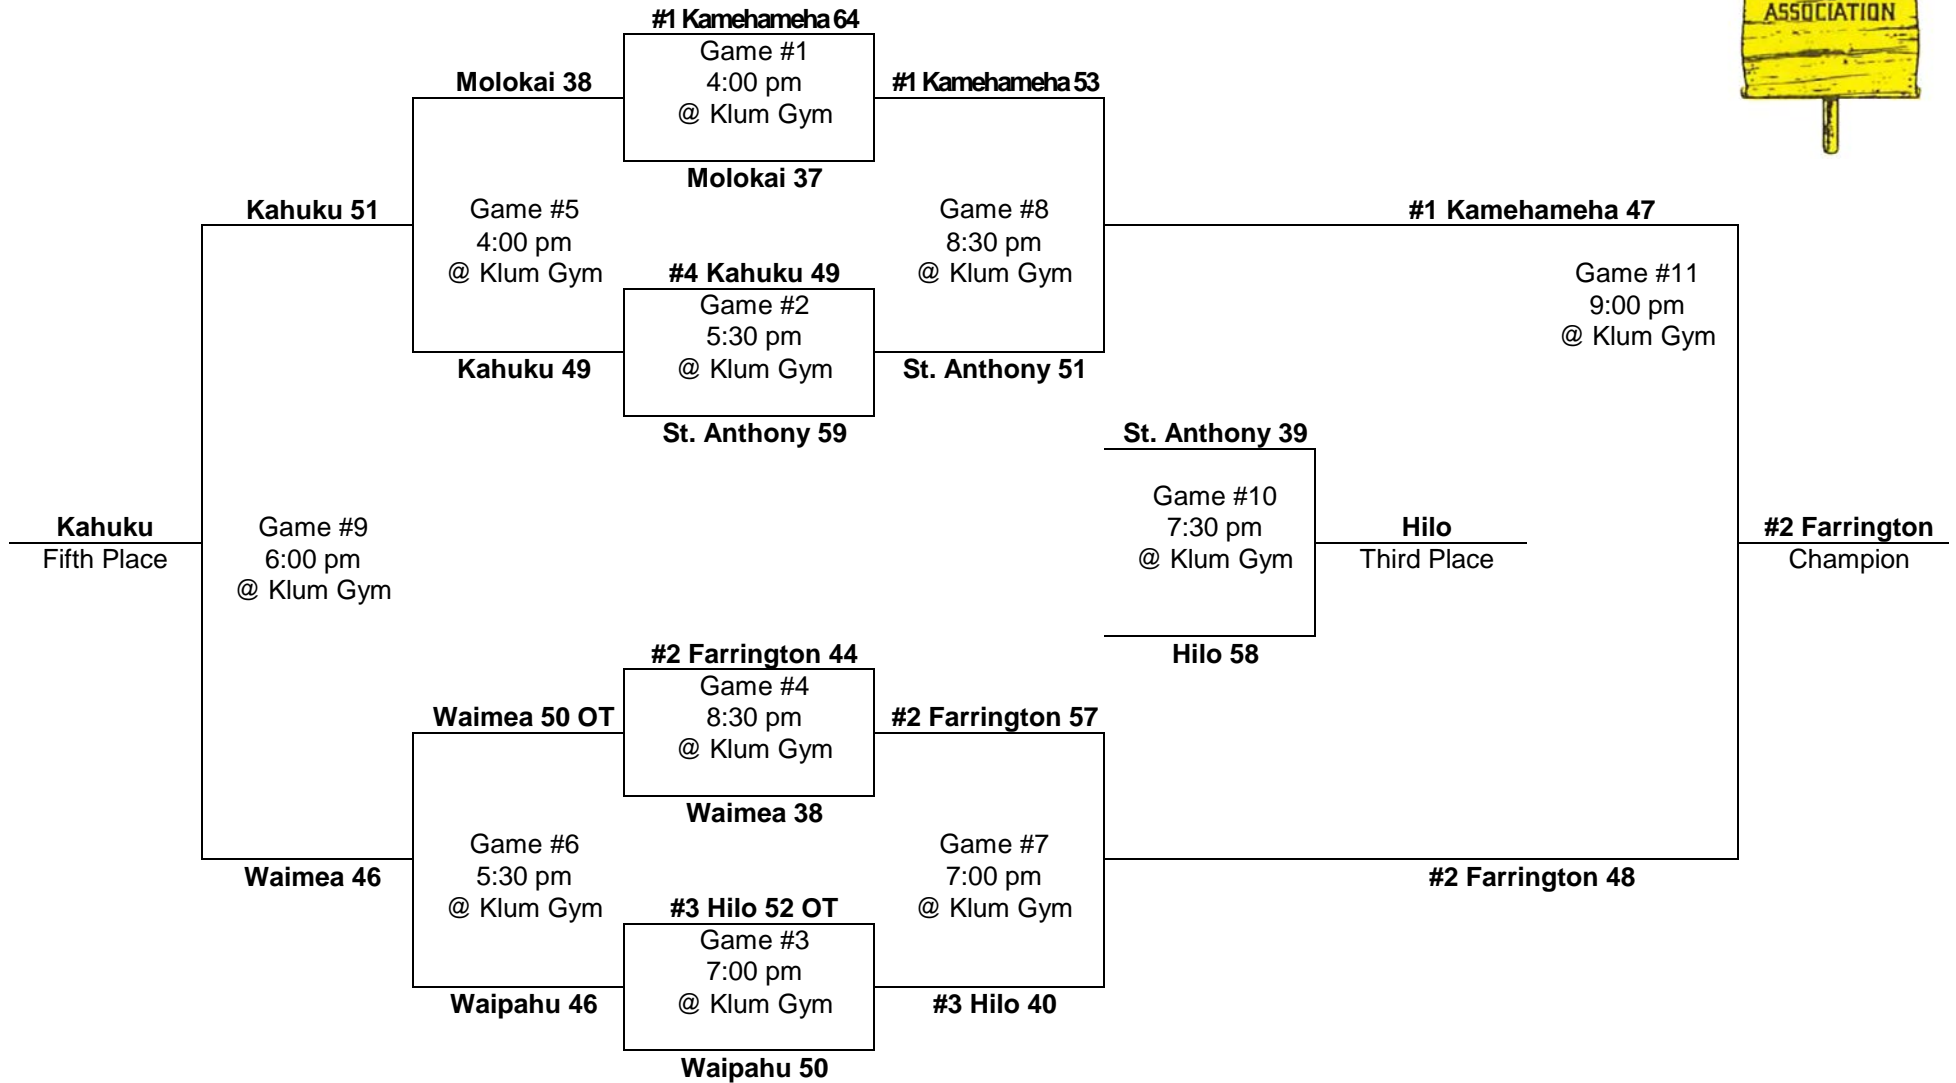 ASSOCIATION
#1 Kamehameha 64
Game #1
4:00 pm
@ Klum Gym
Molokai 37
Molokai 38
Game #5
4:00 pm
@ Klum Gym
Kahuku 49
#1 Kamehameha 53
Game #8
8:30 pm
@ Klum Gym
St. Anthony 51
#4 Kahuku 49
Game #2
5:30 pm
@ Klum Gym
St. Anthony 59
Kahuku 51
Game #9
6:00 pm
@ Klum Gym
Waimea 46
Kahuku
Fifth Place
#1 Kamehameha 47
Game #11
9:00 pm
@ Klum Gym
#2 Farrington 48
#2 Farrington
Champion
St. Anthony 39
Game #10
7:30 pm
@ Klum Gym
Hilo 58
Hilo
Third Place
#2 Farrington 44
Game #4
8:30 pm
@ Klum Gym
Waimea 38
Waimea 50 OT
Game #6
5:30 pm
@ Klum Gym
Waipahu 46
#2 Farrington 57
Game #7
7:00 pm
@ Klum Gym
#3 Hilo 40
#3 Hilo 52 OT
Game #3
7:00 pm
@ Klum Gym
Waipahu 50